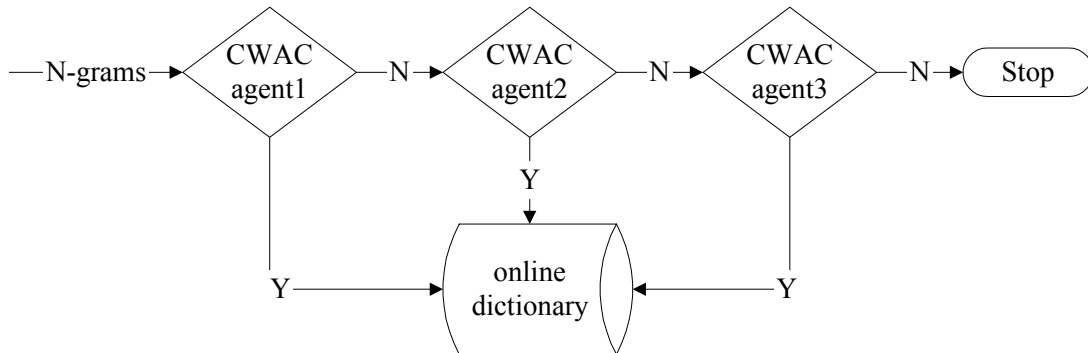 N-grams
CWAC
agent1
N
CWAC
agent2
N
CWAC
agent3
N
Stop
Y
Y
Y
online
dictionary